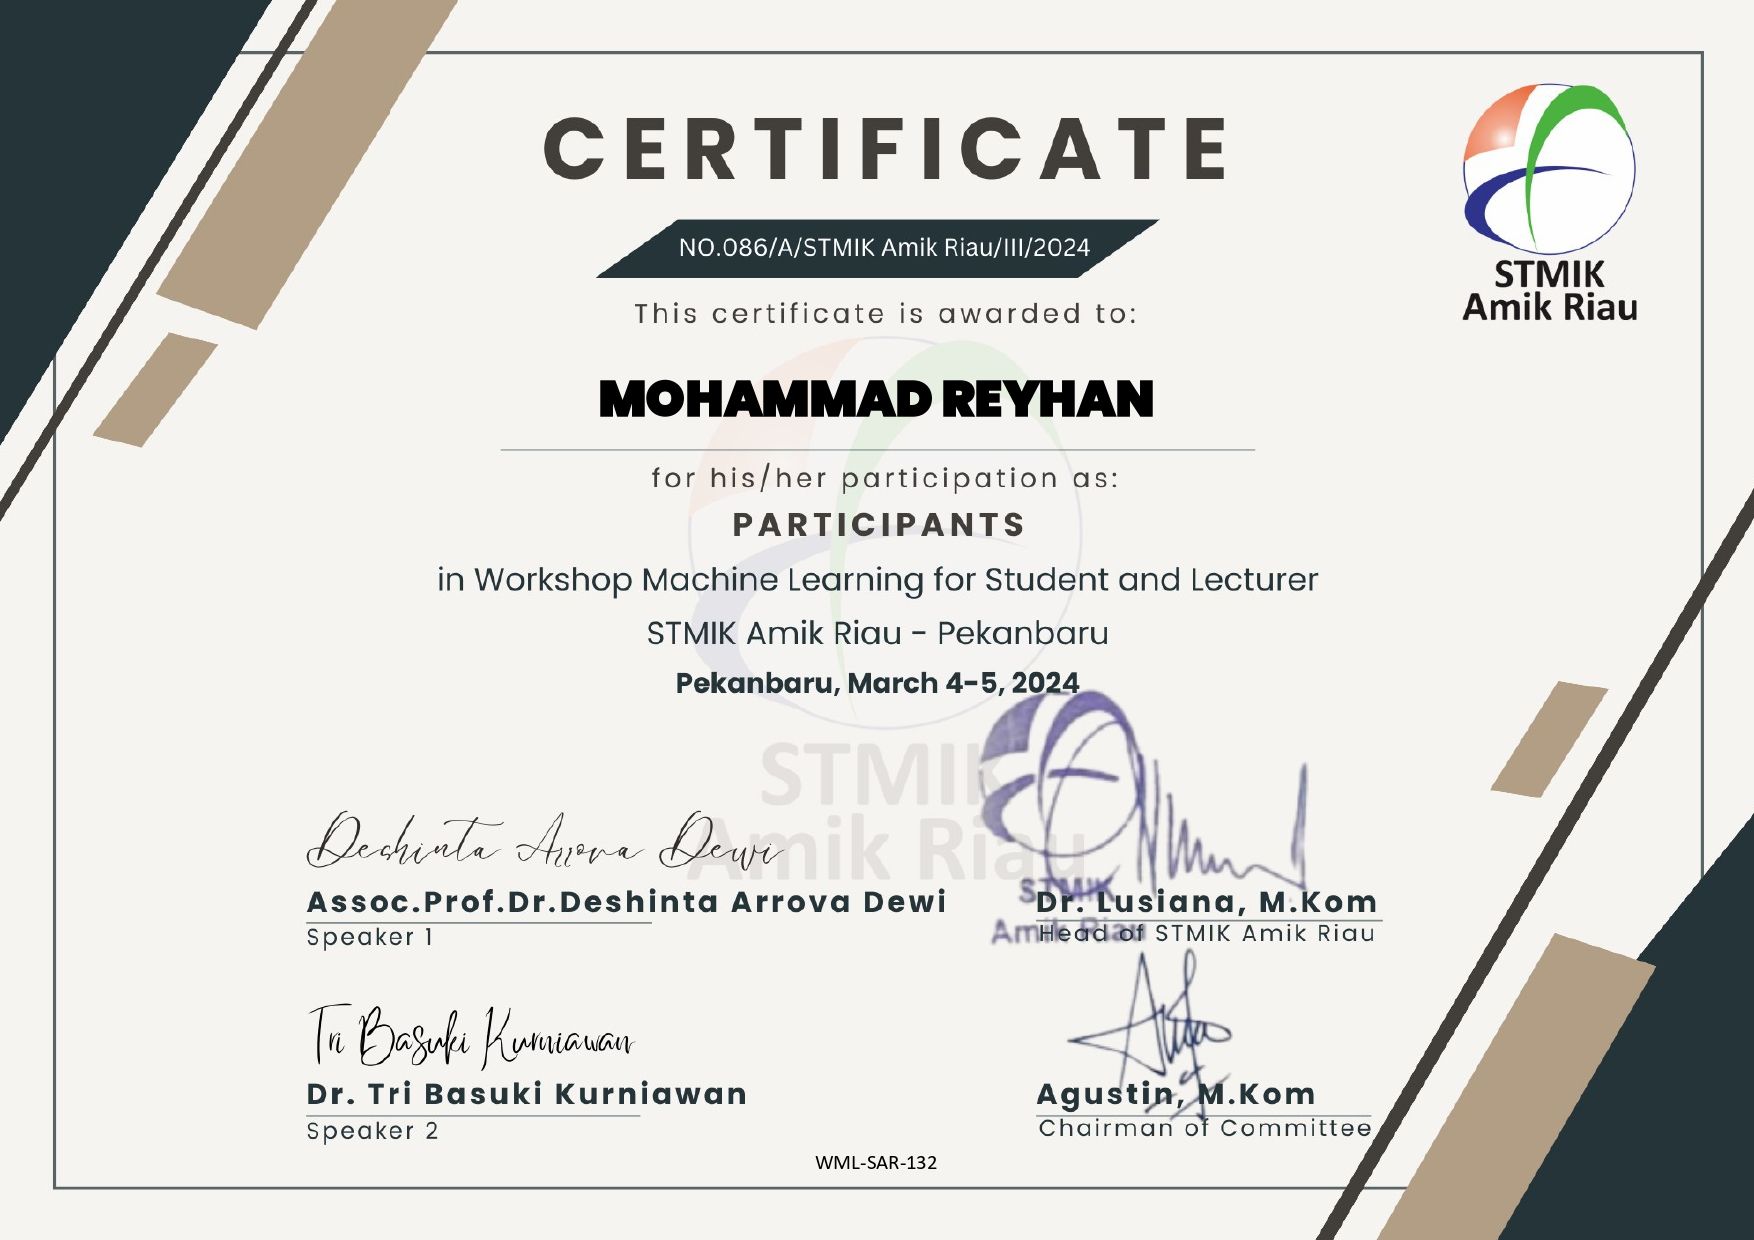 CERTIFICATE
NO.086/A/STMIK Amik Riau/III/2024
STMIK
Amik Riau
This certificate is awarded to:
MOHAMMAD REYHAN
for his/her participation as:
PARTICIPANTS
in Workshop Machine Learning for Student and Lecturer
STMIK Amik Riau - Pekanbaru
Pekanbaru, March 4-5, 2024
STMIK
Amik Riau
Deshinta Arrova Dewi
Assoc.Prof.Dr.Deshinta Arrova Dewi
Speaker 1
STMIK
Amik Riau
Dr. Lusiana, M.Kom
Head of STMIK Amik Riau
Tri Basuki Kurniawan
Dr. Tri Basuki Kurniawan
Speaker 2
Agustin, M.Kom
Chairman of Committee
WML-SAR-132